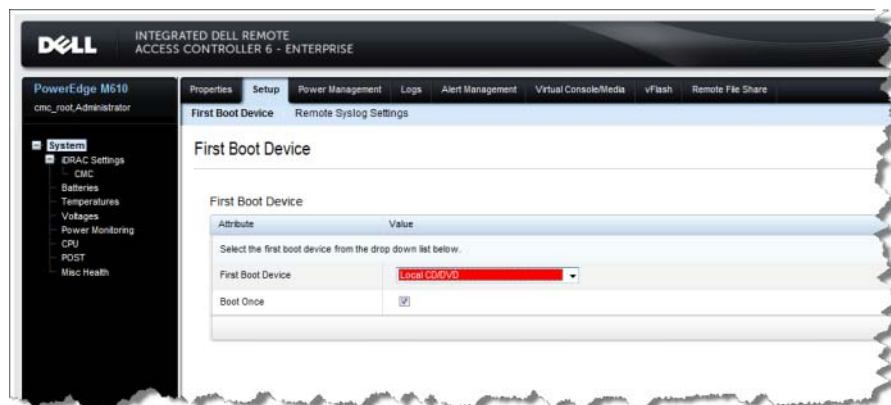 DELL
INTEGRATED DELL REMOTE
ACCESS CONTROLLER 6 - ENTERPRISE
PowerEdge M610
cmc_root,Administrator
System
iDRAC Settings
CMC
Batteries
Temperatures
Voltages
Power Monitoring
CPU
POST
Misc Health
Properties Setup Power Management Logs Alert Management Virtual Console/Media vFlash Remote File Share
First Boot Device Remote Syslog Settings
First Boot Device
First Boot Device
Attribute Value
Select the first boot device from the drop down list below.
First Boot Device Local CD/DVD
Boot Once